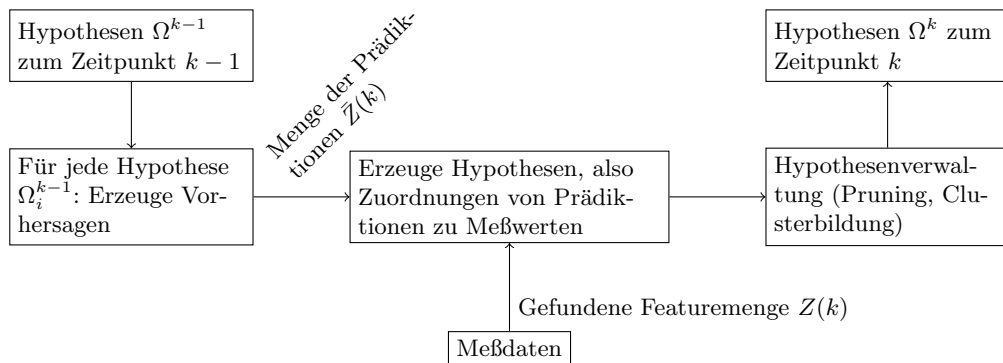 Hypothesen Ω^{k−1}
zum Zeitpunkt k − 1
Hypothesen Ω^k zum
Zeitpunkt k
Menge der Prädik-
tionen Z̄(k)
Für jede Hypothese
Ω_i^{k−1}: Erzeuge Vor-
hersagen
Erzeuge Hypothesen, also
Zuordnungen von Prädik-
tionen zu Meßwerten
Hypothesenverwal-
tung (Pruning, Clu-
sterbildung)
Gefundene Featuremenge Z(k)
Meßdaten